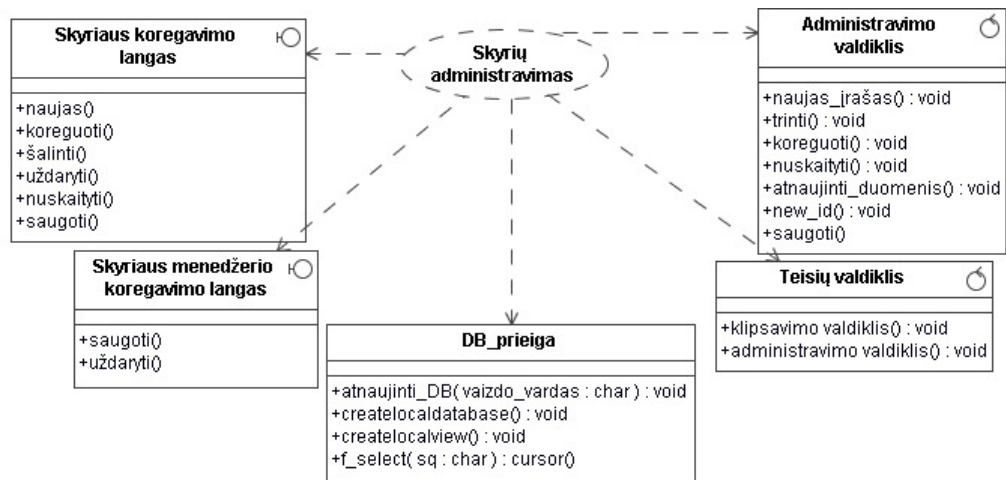 Skyriaus koregavimo
langas
+naujas()
+koreguoti()
+šalinti()
+uždaryti()
+nuskaityti()
+saugoti()
Skyrių
administravimas
Administravimo
valdiklis
+naujas_įrašas() : void
+trinti() : void
+koreguoti() : void
+nuskaityti() : void
+atnaujinti_duomenis() : void
+new_id() : void
+saugoti()
Skyriaus menedžerio
koregavimo langas
+saugoti()
+uždaryti()
DB_prieiga
+atnaujinti_DB( vaizdo_vardas : char ) : void
+createlocaldatabase() : void
+createlocalview() : void
+f_select( sq : char ) : cursor()
Teisių valdiklis
+klipsavimo valdiklis() : void
+administravimo valdiklis() : void